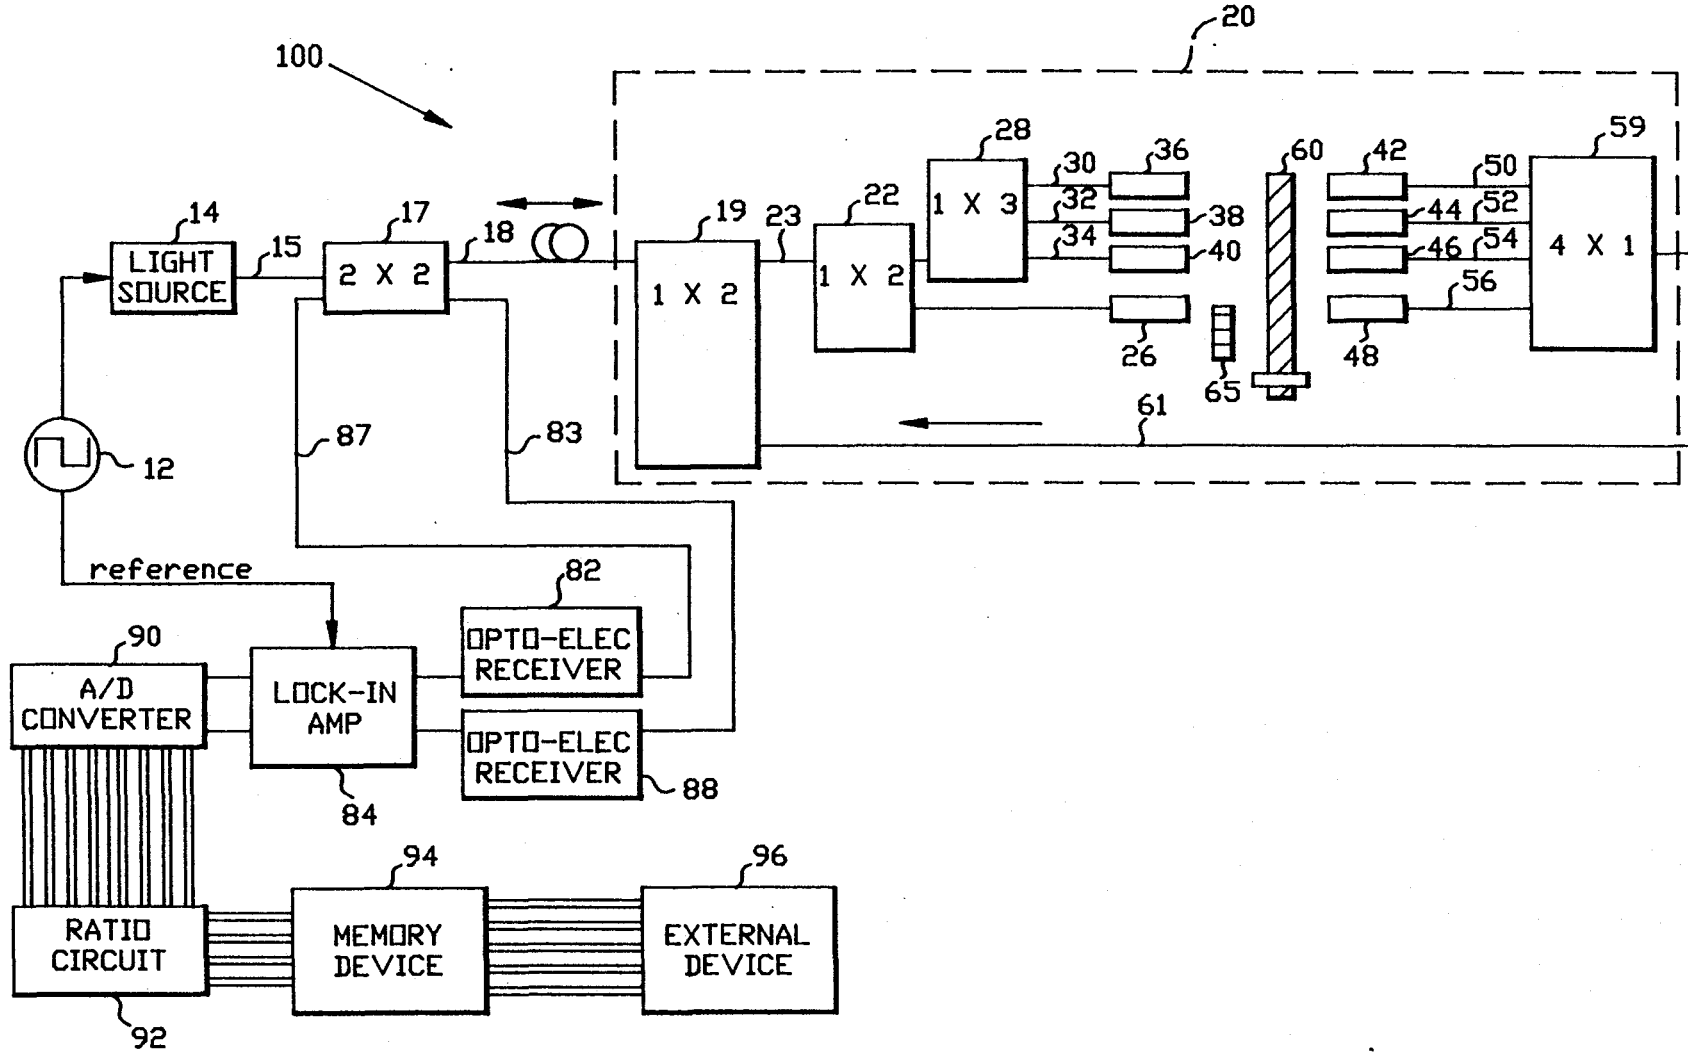 20
100
28
59
30
36
60
42
50
14
17
18
19
23
22
1 X 3
32
38
44
52
34
40
46
54
4 X 1
LIGHT
SOURCE
15
2 X 2
1 X 2
1 X 2
56
26
65
48
61
87
83
12
reference
82
90
OPTO-ELEC
RECEIVER
A/D
CONVERTER
LOCK-IN
AMP
OPTO-ELEC
RECEIVER
88
84
94
96
RATIO
CIRCUIT
MEMORY
DEVICE
EXTERNAL
DEVICE
92